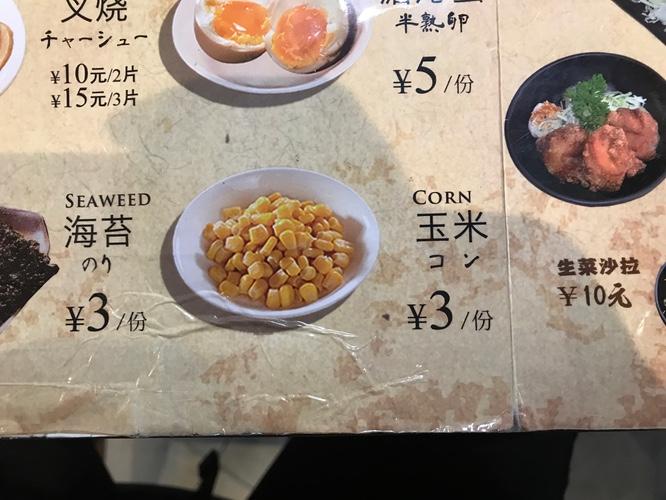 叉烧
チャーシュー
¥10元/2片
¥15元/3片
半熟卵
¥5/份
SEAWEED
海苔
のり
¥3/份
CORN
玉米
コン
¥3/份
生菜沙拉
¥10元